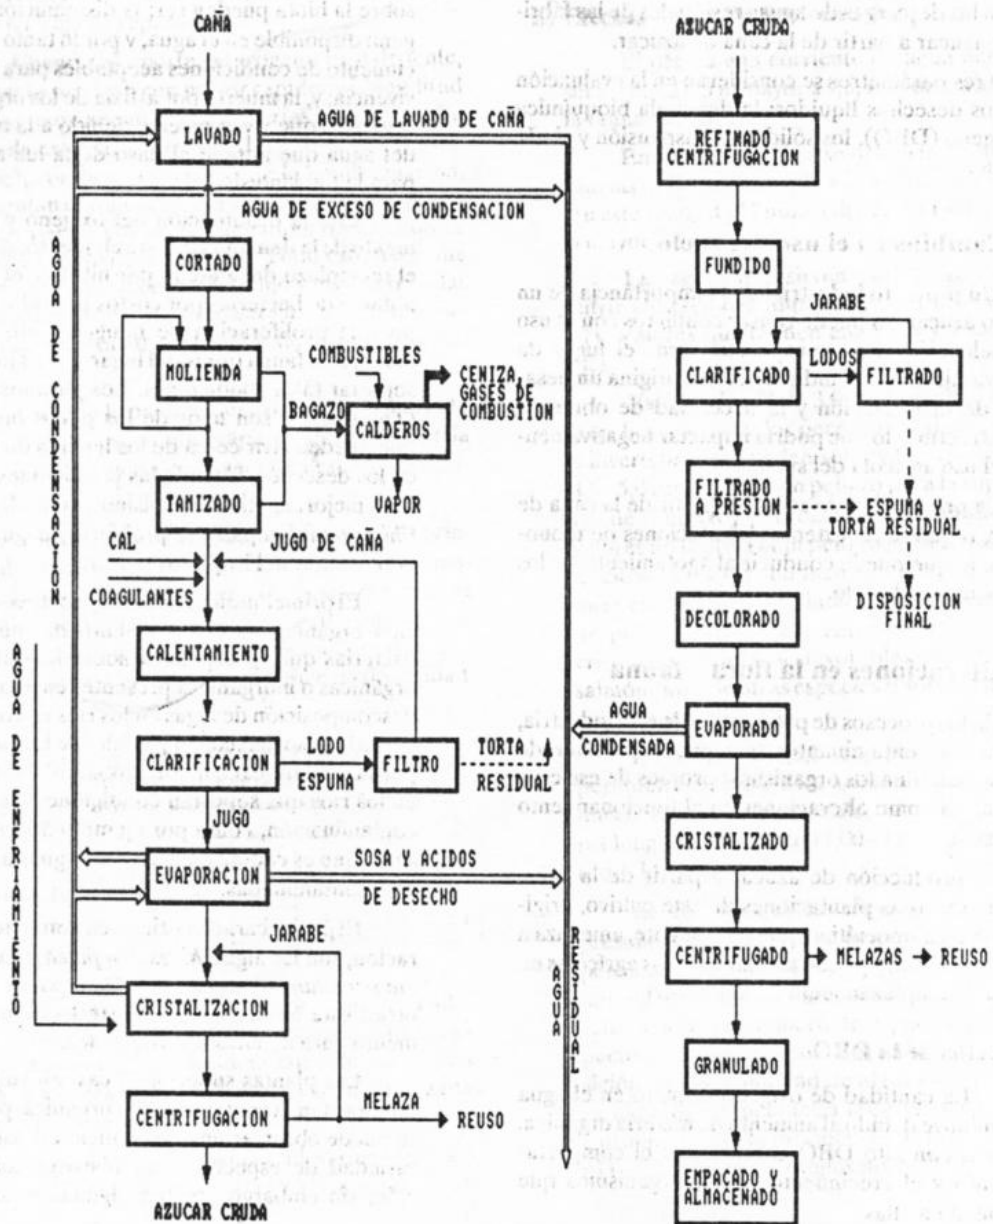 CAÑA
LAVADO
AGUA DE LAVADO DE CAÑA
AGUA DE EXCESO DE CONDENSACION
CORTADO
AGUA DE CONDENSACIÓN
MOLIENDA
COMBUSTIBLES
BAGAZO
CALDEROS
CENIZA,
GASES DE
COMBUSTIÓN
VAPOR
TAMIZADO
CAL
JUGO DE CAÑA
COAGULANTES
CALENTAMIENTO
AGUA DE ENFRIAMIENTO
CLARIFICACION
LODO
ESPUMA
FILTRO
TORTA
RESIDUAL
JUGO
EVAPORACION
SOSA Y ACIDOS
DE DESECHO
JARABE
CRISTALIZACION
CENTRIFUGACION
MELAZA
REUSO
AZUCAR CRUDA
AGUA RESIDUAL
AZUCAR CRUDA
REFINADO
CENTRIFUGACION
FUNDIDO
JARABE
CLARIFICADO
LODOS
FILTRADO
FILTRADO
A PRESIÓN
ESPUMA Y
TORTA RESIDUAL
DISPOSICION
FINAL
DECOLORADO
AGUA
CONDENSADA
EVAPORADO
CRISTALIZADO
CENTRIFUGADO
MELAZAS
REUSO
GRANULADO
EMPACADO Y
ALMACENADO